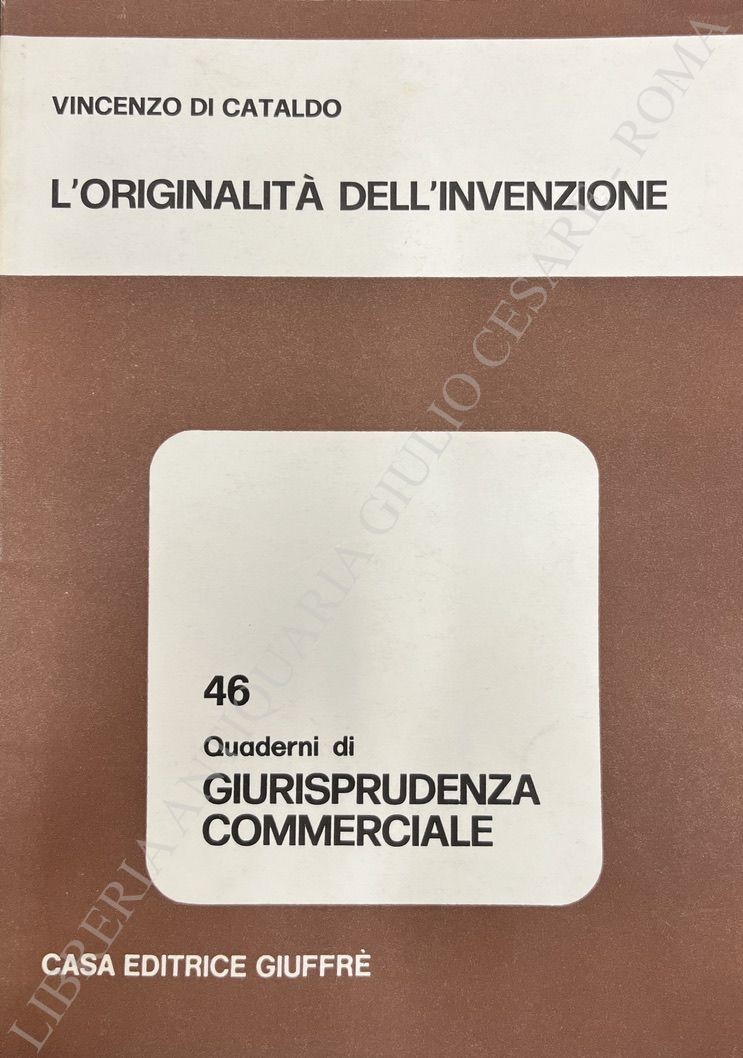 VINCENZO DI CATALDO
L'ORIGINALITÀ DELL'INVENZIONE
46
Quaderni di
GIURISPRUDENZA
COMMERCIALE
CASA EDITRICE GIUFFRÈ
LIBRERIA ANTIQUARIA GIULIO CESARE - ROMA